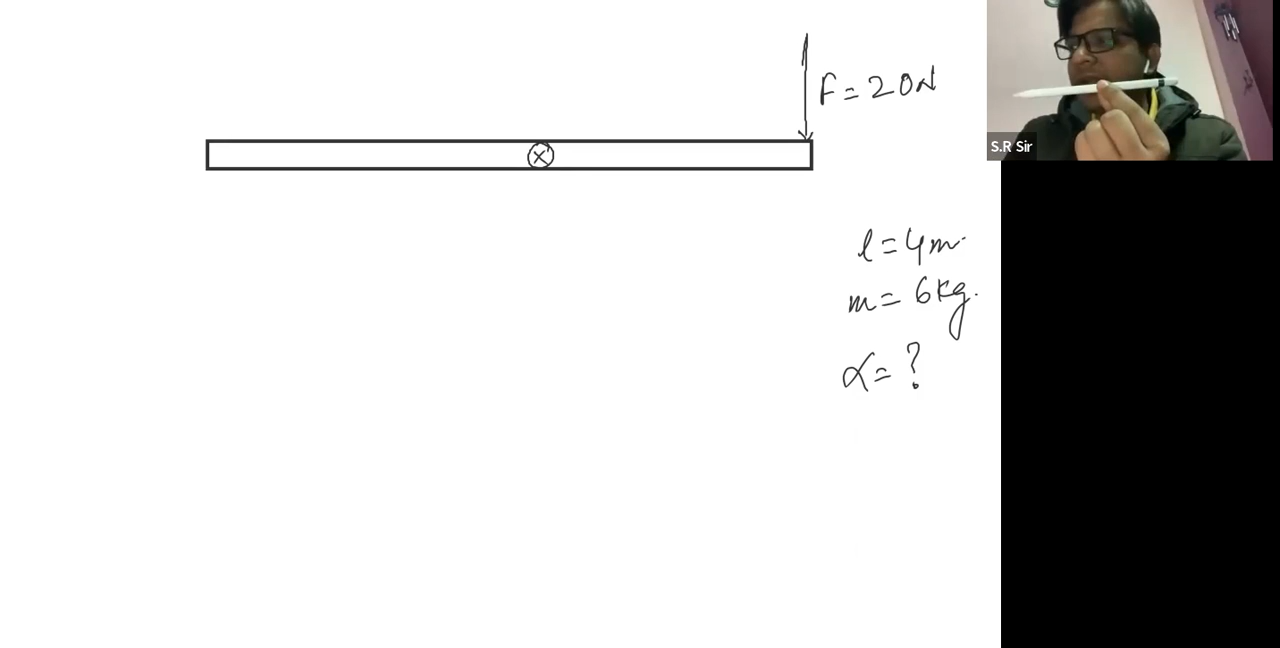 F = 20N
S.R Sir
l = 4m.
m = 6kg.
α = ?